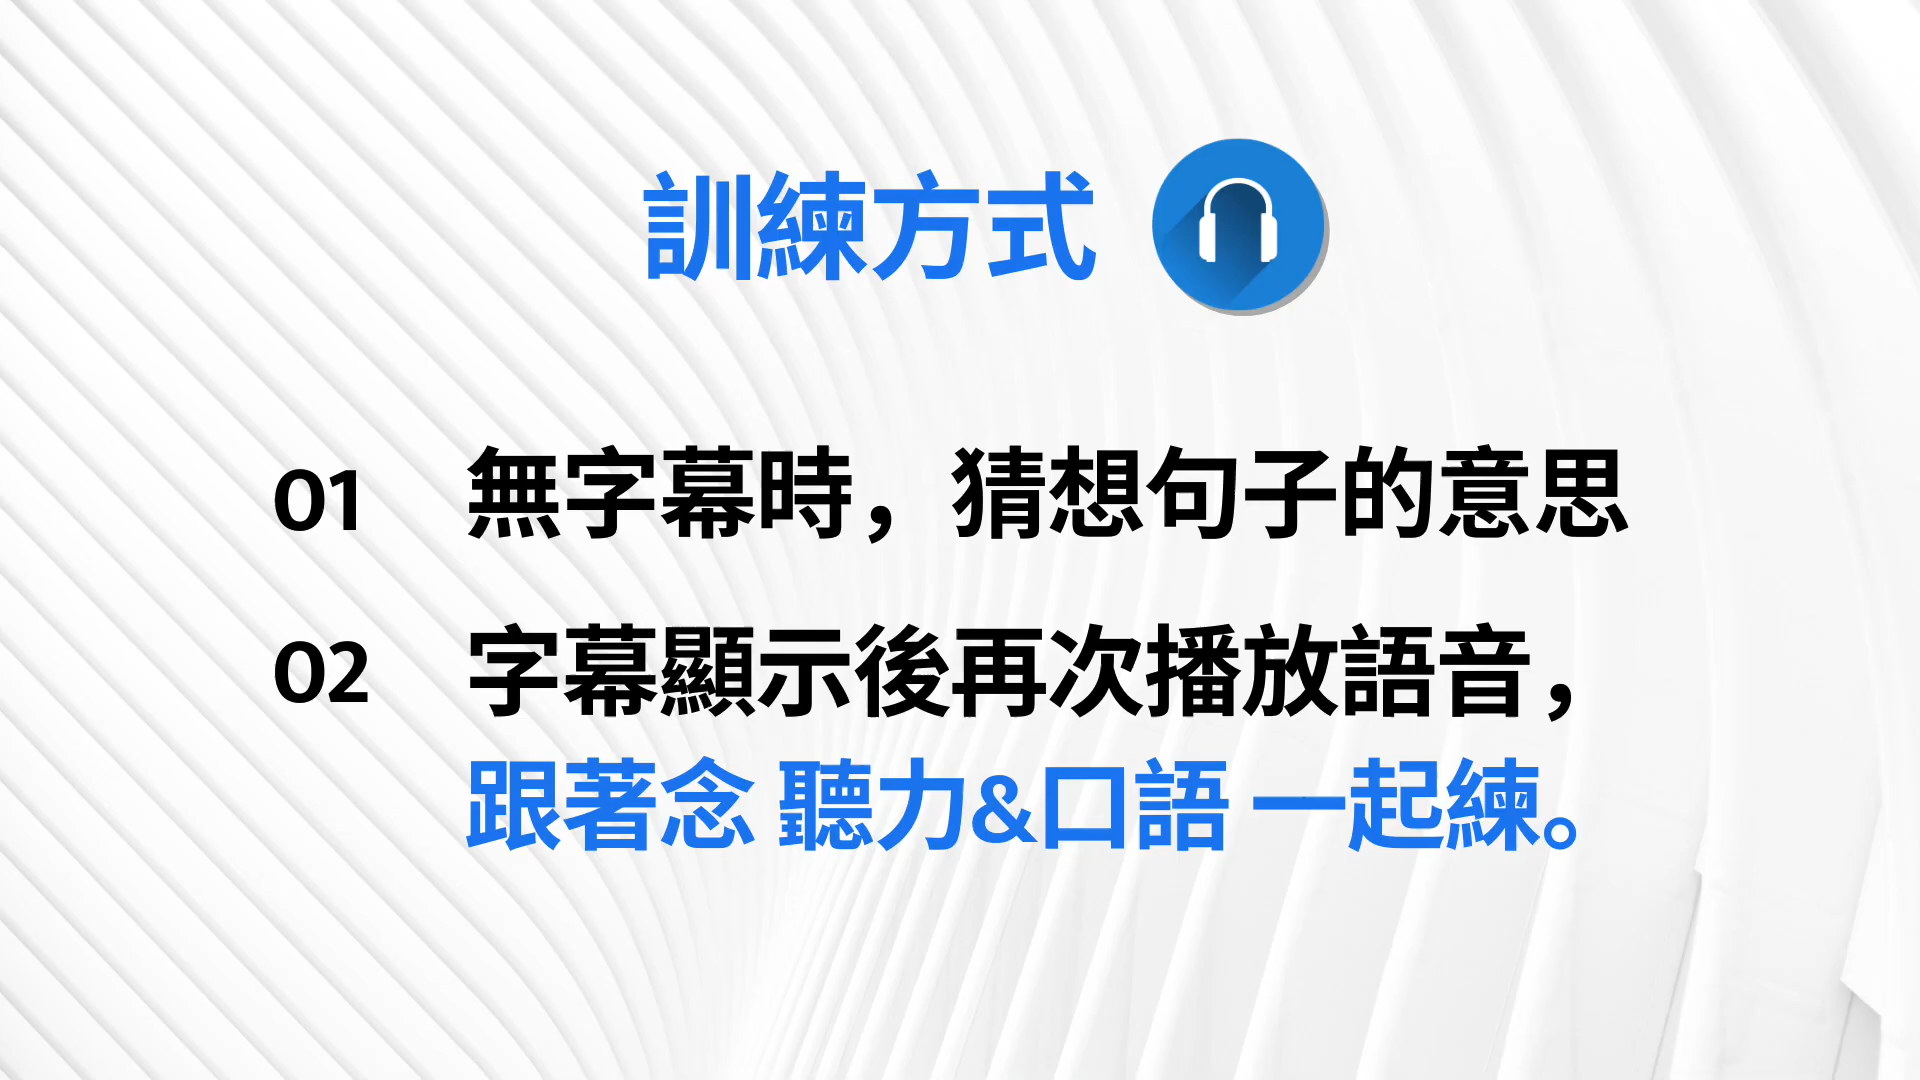 訓練方式
01 無字幕時，猜想句子的意思
02 字幕顯示後再次播放語音，
跟著念 聽力&口語 一起練。